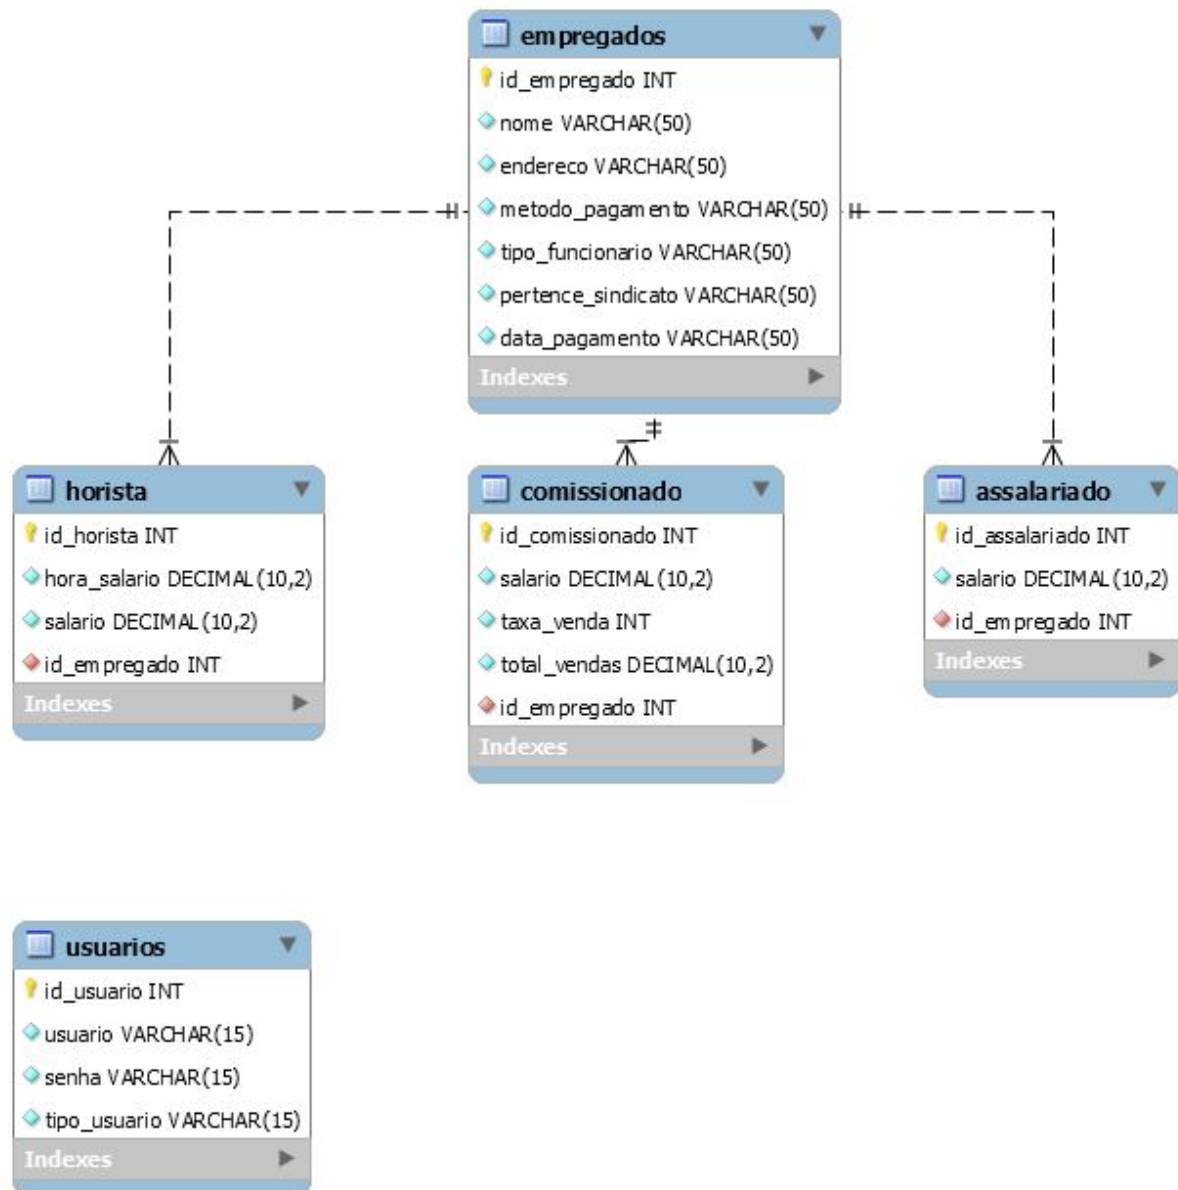 empregados
id_empregado INT
nome VARCHAR(50)
endereco VARCHAR(50)
metodo_pagamento VARCHAR(50)
tipo_funcionario VARCHAR(50)
pertence_sindicato VARCHAR(50)
data_pagamento VARCHAR(50)
Indexes
horista
id_horista INT
hora_salario DECIMAL(10,2)
salario DECIMAL(10,2)
id_empregado INT
Indexes
comissionado
id_comissionado INT
salario DECIMAL(10,2)
taxa_venda INT
total_vendas DECIMAL(10,2)
id_empregado INT
Indexes
assalariado
id_assalariado INT
salario DECIMAL(10,2)
id_empregado INT
Indexes
usuarios
id_usuario INT
usuario VARCHAR(15)
senha VARCHAR(15)
tipo_usuario VARCHAR(15)
Indexes